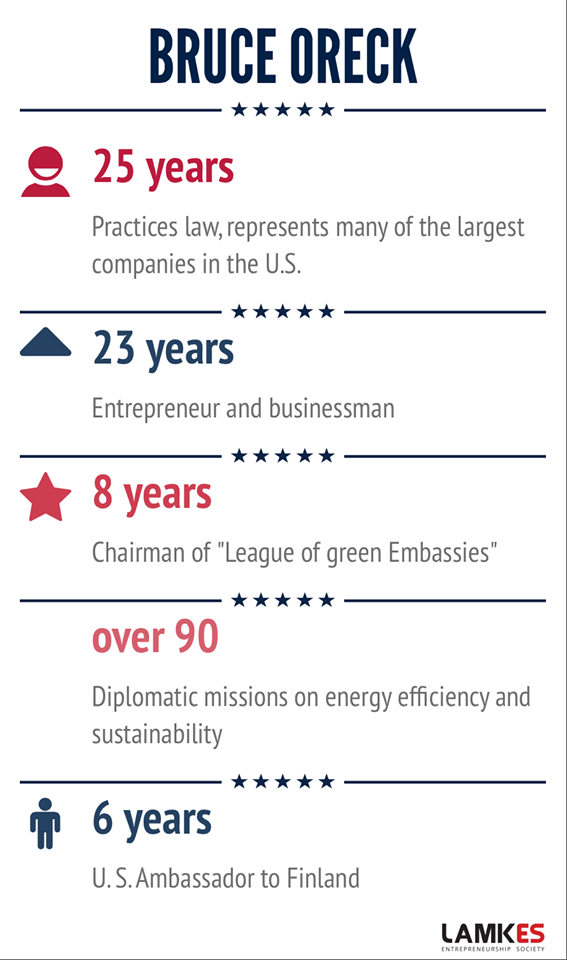 BRUCE ORECK
25 years
Practices law, represents many of the largest
companies in the U.S.
23 years
Entrepreneur and businessman
8 years
Chairman of "League of green Embassies"
over 90
Diplomatic missions on energy efficiency and
sustainability
6 years
U. S. Ambassador to Finland
LAMKES
ENTREPRENEURSHIP SOCIETY